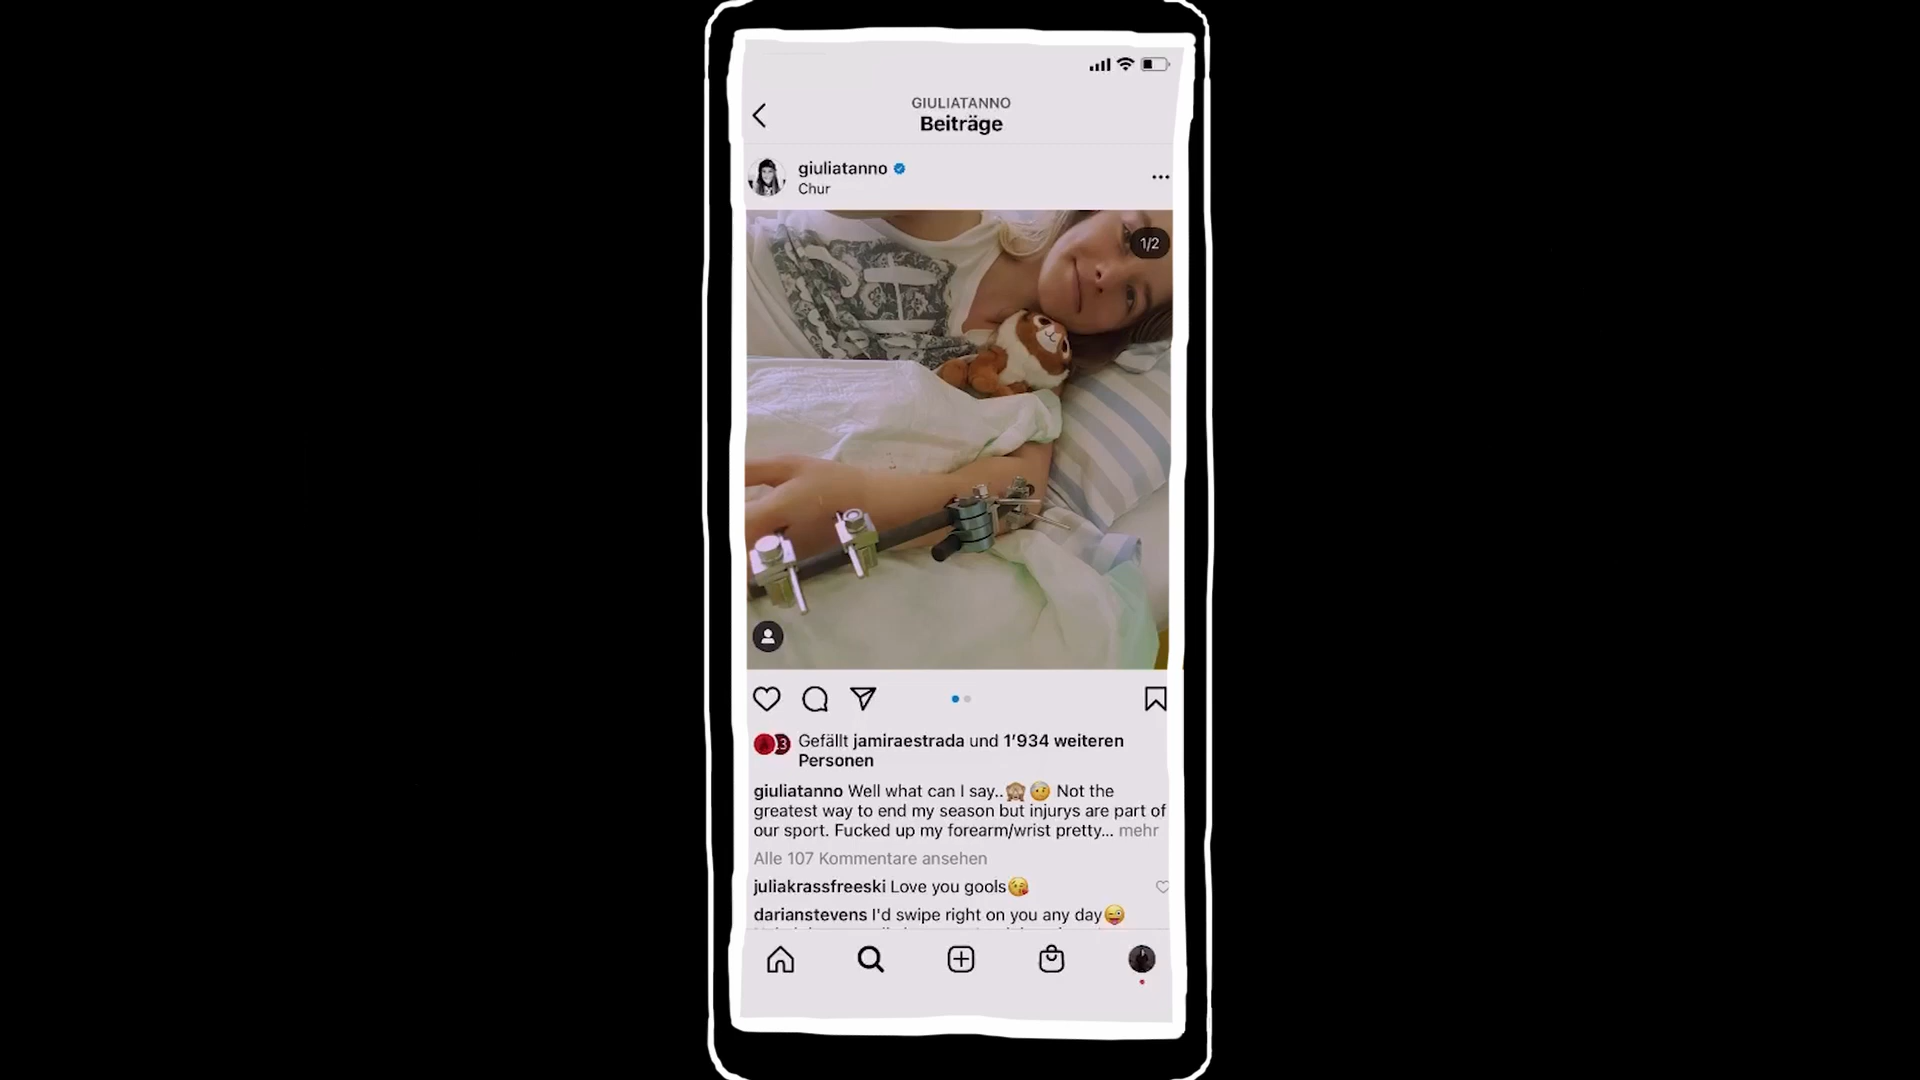 GIULIATANNO
Beiträge
giuliatanno
Chur
1/2
Gefällt jamiraestrada und 1’934 weiteren
Personen
giuliatanno Well what can I say..🙈🤕 Not the
greatest way to end my season but injurys are part of
our sport. Fucked up my forearm/wrist pretty... mehr
Alle 107 Kommentare ansehen
juliakrassfreeski Love you gools😘
darianstevens I'd swipe right on you any day😜